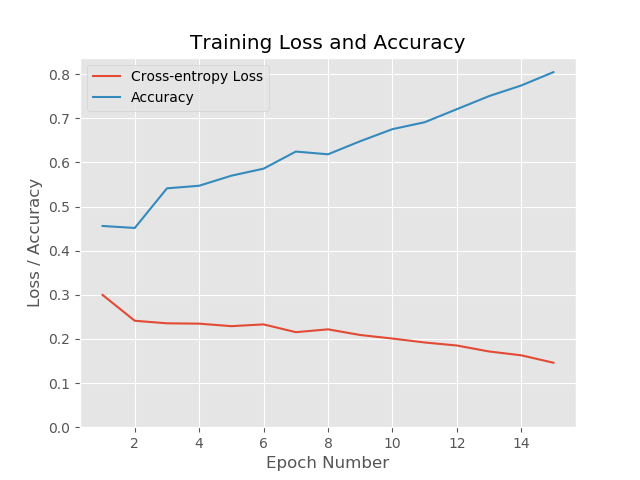 Training Loss and Accuracy
Cross-entropy Loss
Accuracy
Loss / Accuracy
0.8
0.7
0.6
0.5
0.4
0.3
0.2
0.1
0.0
2 4 6 8 10 12 14
Epoch Number